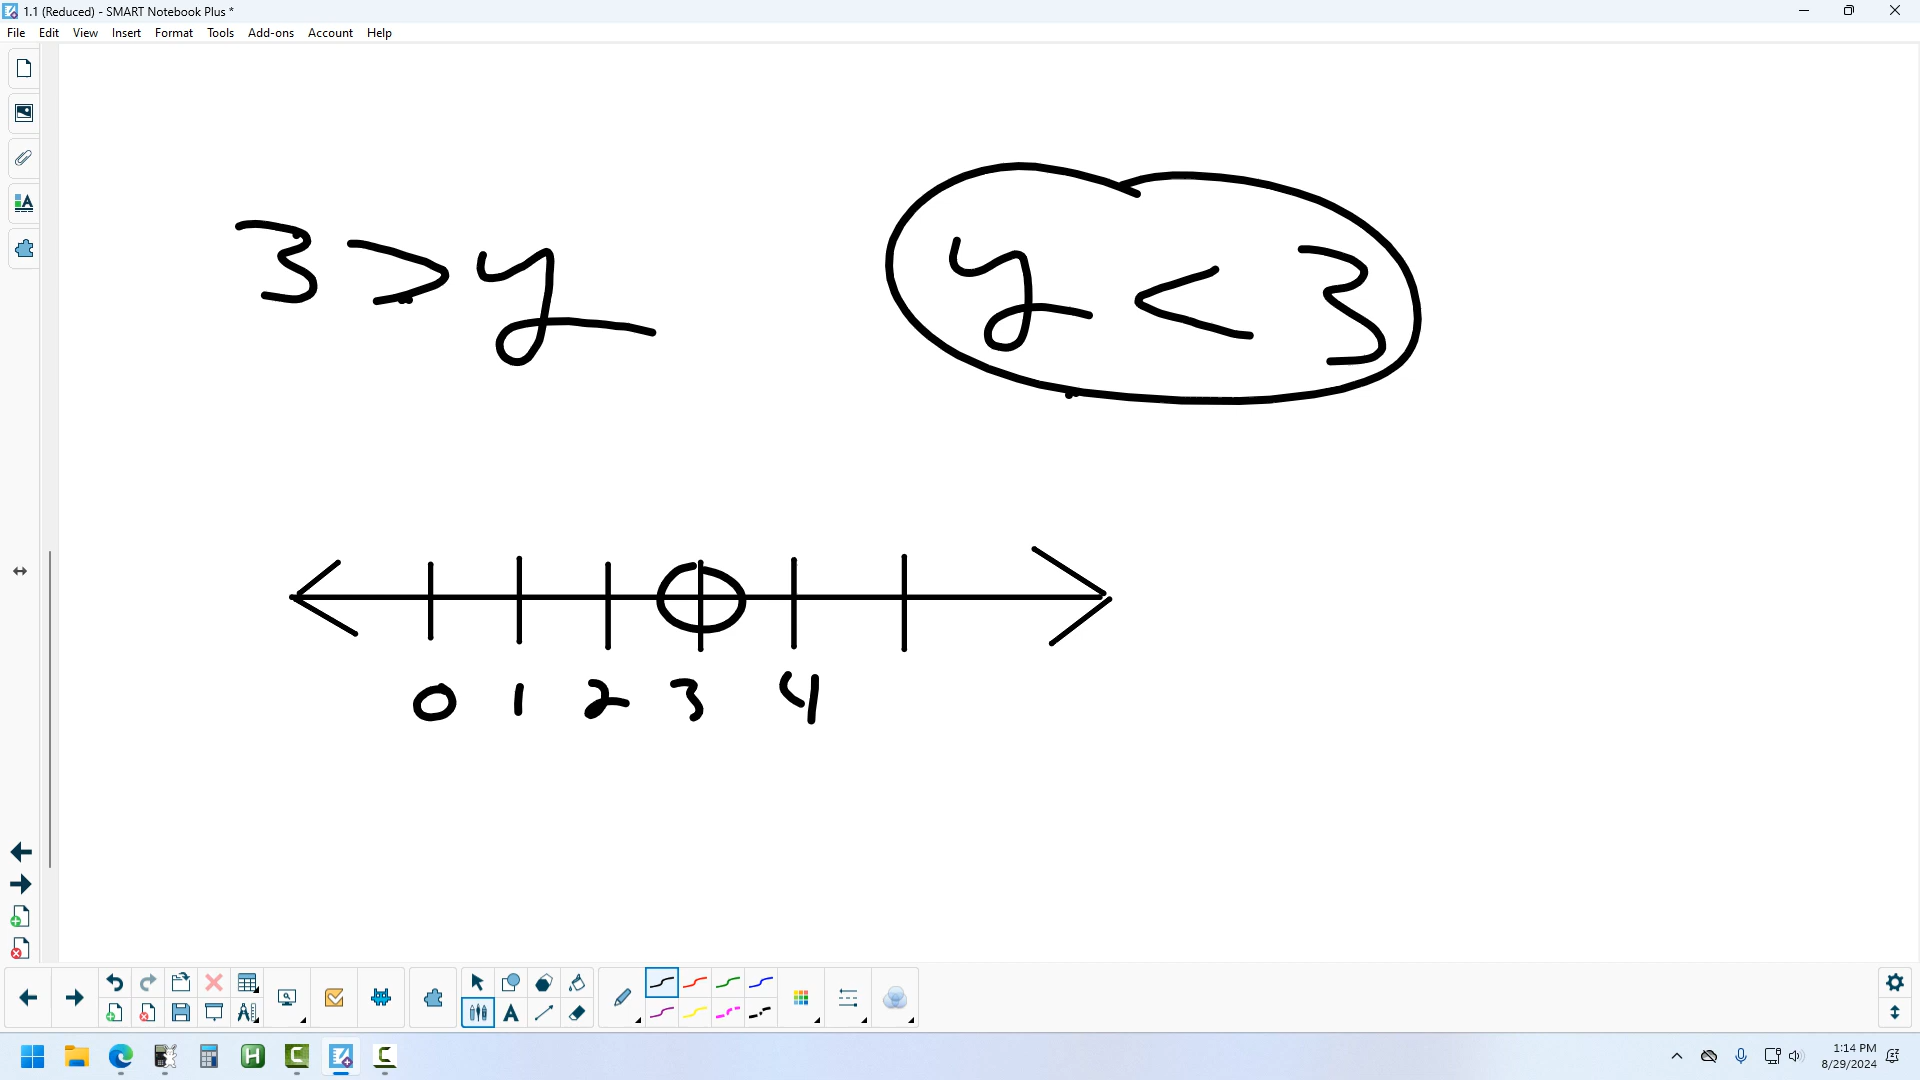 1.1 (Reduced) - SMART Notebook Plus *
File Edit View Insert Format Tools Add-ons Account Help
3 > y
y < 3
0 1 2 3 4
1:14 PM
8/29/2024